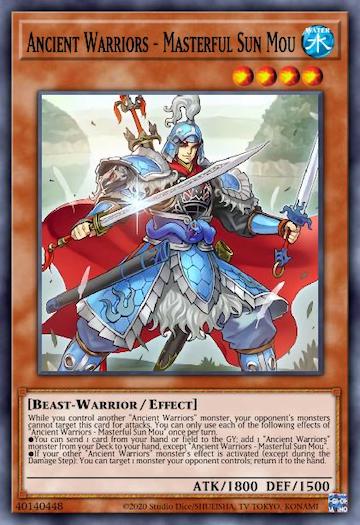 Ancient Warriors - Masterful Sun Mou
WATER
水
[Beast-Warrior / Effect]
While you control another "Ancient Warriors" monster, your opponent's monsters
cannot target this card for attacks. You can only use each of the following effects of
"Ancient Warriors - Masterful Sun Mou" once per turn.
●You can send 1 card from your hand or field to the GY; add 1 "Ancient Warriors"
monster from your Deck to your hand, except "Ancient Warriors - Masterful Sun Mou".
●If your other "Ancient Warriors" monster's effect is activated (except during the
Damage Step): You can target 1 monster your opponent controls; return it to the hand.
ATK/1800 DEF/1500
40140448
©2020 Studio Dice/SHUEISHA, TV TOKYO, KONAMI